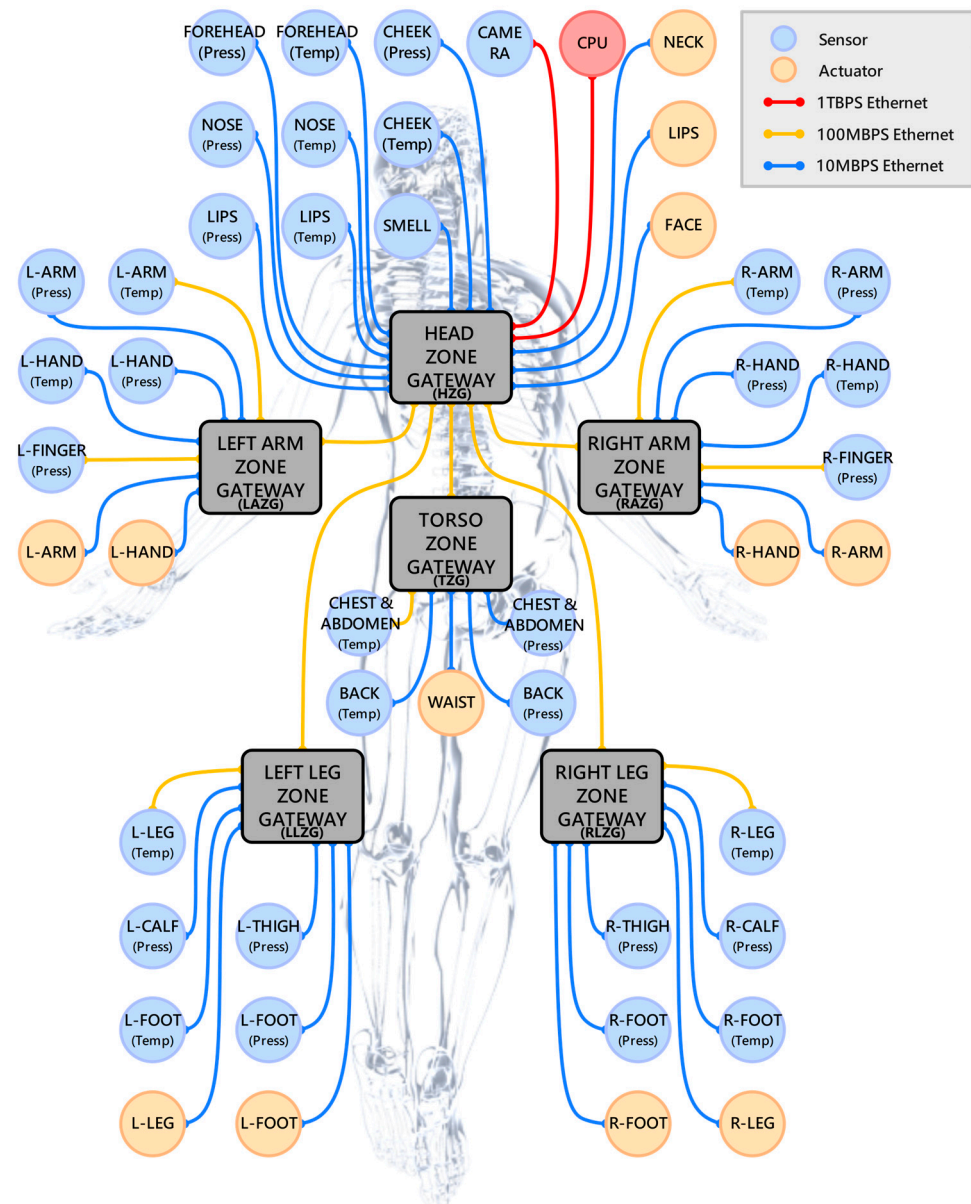 FOREHEAD
(Press)
FOREHEAD
(Temp)
CHEEK
(Press)
CAME
RA
CPU
NECK
Sensor
Actuator
1TBPS Ethernet
100MBPS Ethernet
10MBPS Ethernet
NOSE
(Press)
NOSE
(Temp)
CHEEK
(Temp)
LIPS
LIPS
(Press)
LIPS
(Temp)
SMELL
FACE
L-ARM
(Press)
L-ARM
(Temp)
R-ARM
(Temp)
R-ARM
(Press)
HEAD
ZONE
GATEWAY
(HZG)
L-HAND
(Temp)
L-HAND
(Press)
R-HAND
(Press)
R-HAND
(Temp)
L-FINGER
(Press)
LEFT ARM
ZONE
GATEWAY
(LAZG)
RIGHT ARM
ZONE
GATEWAY
(RAZG)
R-FINGER
(Press)
L-ARM
L-HAND
TORSO
ZONE
GATEWAY
(TZG)
R-HAND
R-ARM
CHEST &
ABDOMEN
(Temp)
CHEST &
ABDOMEN
(Press)
BACK
(Temp)
WAIST
BACK
(Press)
LEFT LEG
ZONE
GATEWAY
(LLZG)
RIGHT LEG
ZONE
GATEWAY
(RLZG)
L-LEG
(Temp)
R-LEG
(Temp)
L-CALF
(Press)
L-THIGH
(Press)
R-THIGH
(Press)
R-CALF
(Press)
L-FOOT
(Temp)
L-FOOT
(Press)
R-FOOT
(Press)
R-FOOT
(Temp)
L-LEG
L-FOOT
R-FOOT
R-LEG